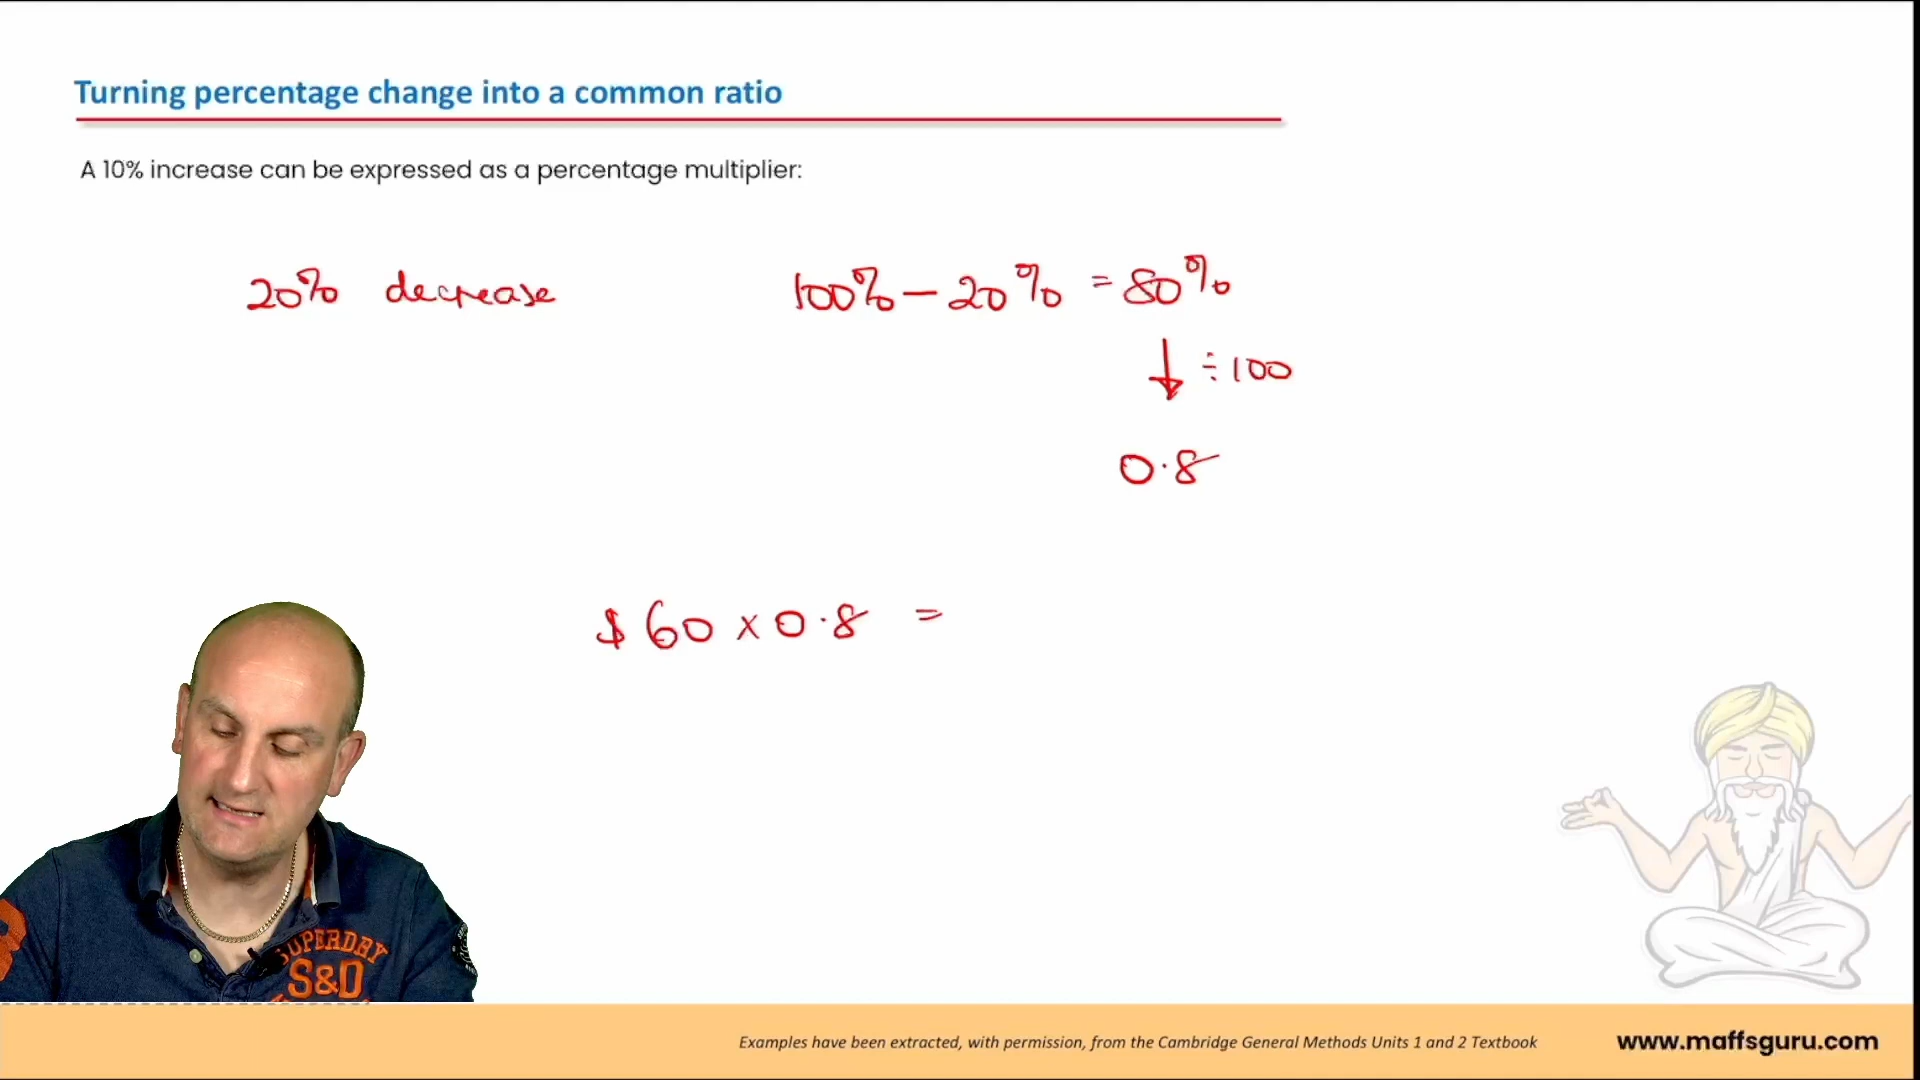 Turning percentage change into a common ratio
A 10% increase can be expressed as a percentage multiplier:
20% decrease 100% – 20% = 80%
↓ ÷ 100
0.8
$60 x 0.8 =
SUPERDRY
S&D
Examples have been extracted, with permission, from the Cambridge General Methods Units 1 and 2 Textbook
www.maffsguru.com